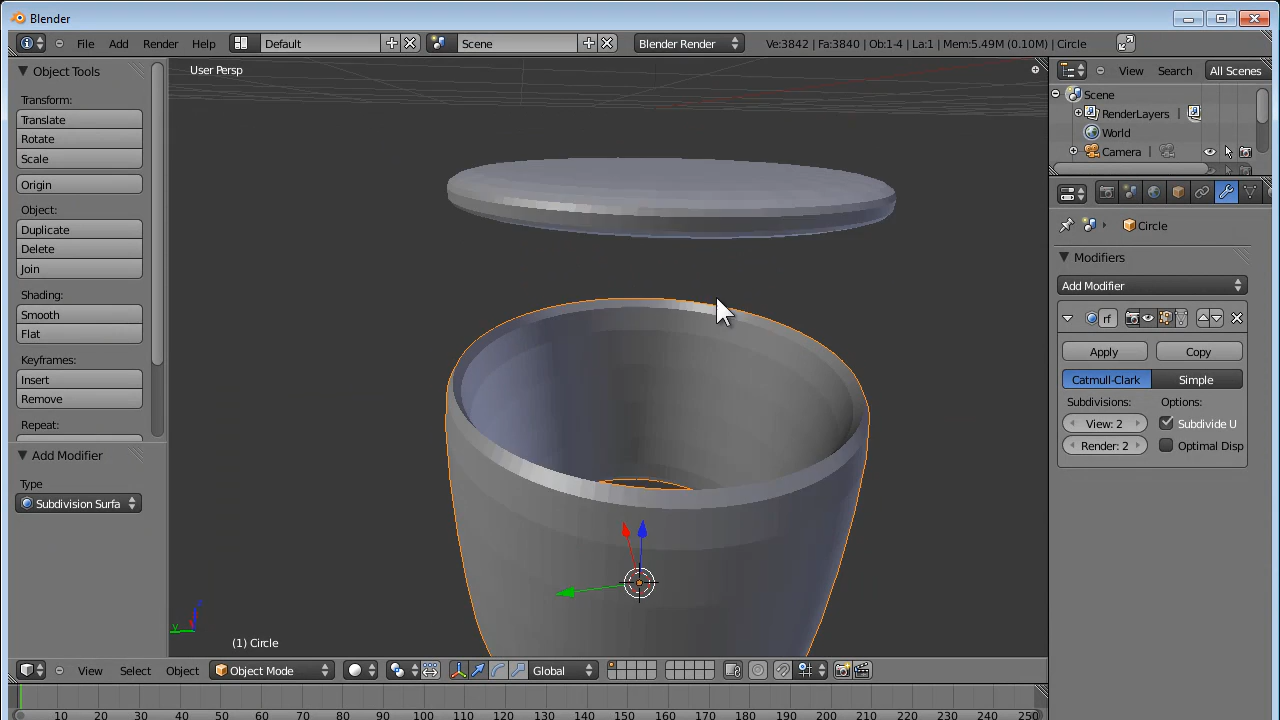 Blender
File Add Render Help Default Scene Blender Render Ve:3842 | Fa:3840 | Ob:1-4 | La:1 | Mem:5.49M (0.10M) | Circle
Object Tools
Transform:
Translate
Rotate
Scale
Origin
Object:
Duplicate
Delete
Join
Shading:
Smooth
Flat
Keyframes:
Insert
Remove
Repeat:
Add Modifier
Type
Subdivision Surfa
User Persp
(1) Circle
View Select Object Object Mode Global
10 20 30 40 50 60 70 80 90 100 110 120 130 140 150 160 170 180 190 200 210 220 230 240 250
View Search All Scenes
Scene
RenderLayers |
World
Camera |
Circle
Modifiers
Add Modifier
rf
Apply Copy
Catmull-Clark Simple
Subdivisions: Options:
View: 2 Subdivide U
Render: 2 Optimal Disp